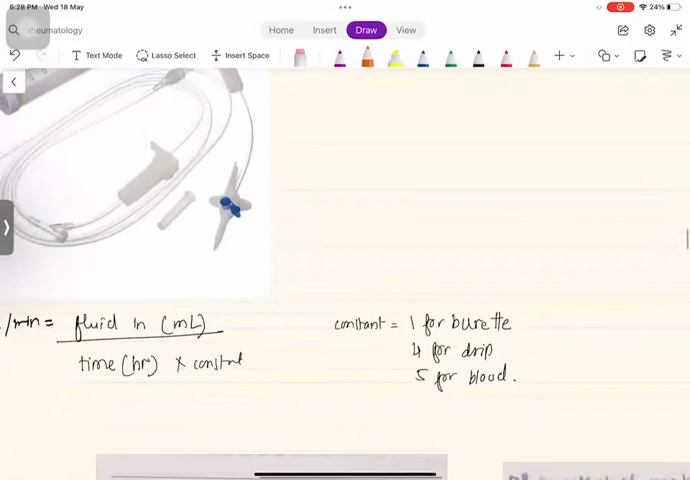 6:28 PM Wed 18 May
24%
rheumatology
Home Insert Draw View
Text Mode Lasso Select Insert Space
/min = fluid in (mL)
time (hr) x constant
constant = 1 for burette
4 for drip
5 for blood.